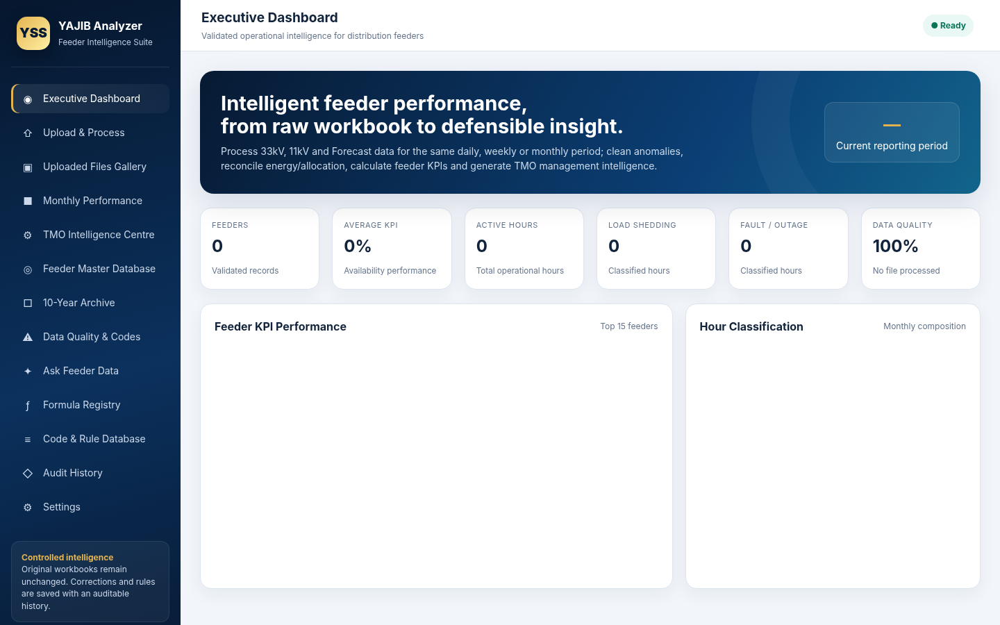 YSS
YAJIB Analyzer
Feeder Intelligence Suite
Executive Dashboard
Upload & Process
Uploaded Files Gallery
Monthly Performance
TMO Intelligence Centre
Feeder Master Database
10-Year Archive
Data Quality & Codes
Ask Feeder Data
Formula Registry
Code & Rule Database
Audit History
Settings
Controlled intelligence
Original workbooks remain
unchanged. Corrections and rules
are saved with an auditable
history.
Executive Dashboard
Validated operational intelligence for distribution feeders
Ready
Intelligent feeder performance,
from raw workbook to defensible insight.
Process 33kV, 11kV and Forecast data for the same daily, weekly or monthly period; clean anomalies,
reconcile energy/allocation, calculate feeder KPIs and generate TMO management intelligence.
—
Current reporting period
FEEDERS
0
Validated records
AVERAGE KPI
0%
Availability performance
ACTIVE HOURS
0
Total operational hours
LOAD SHEDDING
0
Classified hours
FAULT / OUTAGE
0
Classified hours
DATA QUALITY
100%
No file processed
Feeder KPI Performance
Top 15 feeders
Hour Classification
Monthly composition